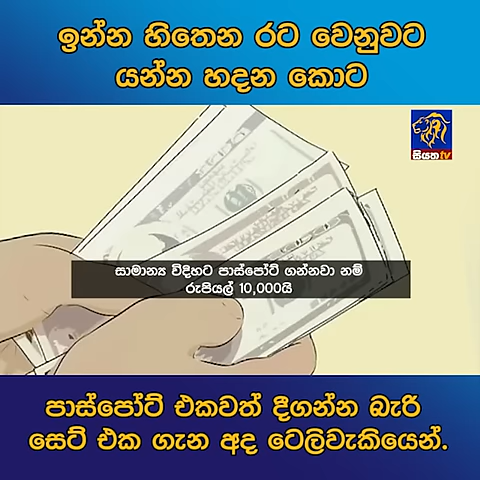 ඉන්න හිතෙන රට වෙනුවට
යන්න හදන කොට
සියත tv
සාමාන්‍ය විදිහට පාස්පෝට් ගන්නවා නම්
රුපියල් 10,000යි
පාස්පෝට් එකවත් දීගන්න බැරි
සෙට් එක ගැන අද ටෙලිවැකියෙන්.